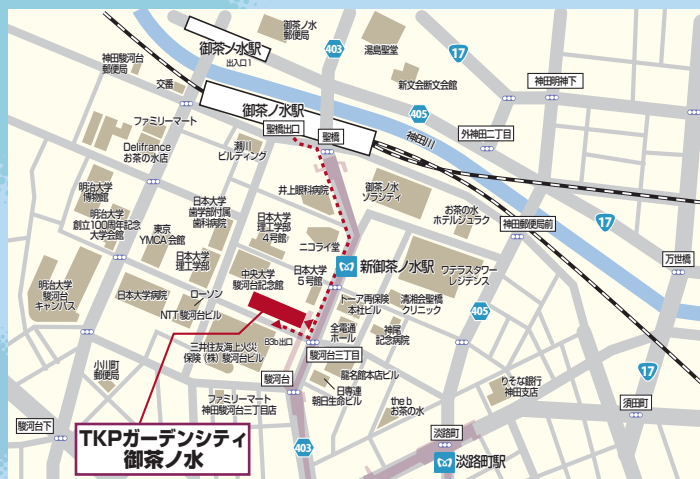 御茶ノ水
郵便局
403
湯島聖堂
17
御茶ノ水駅
出入口1
神田駿河台
郵便局
交番
新文会断文会館
神田明神下
405
御茶ノ水駅
聖橋出口
聖橋
神田川
外神田二丁目
ファミリーマート
Delifrance
お茶の水店
瀬川
ビルディング
井上眼科病院
御茶ノ水
ソラシティ
明治大学
博物館
明治大学
創立100周年記念
大学会館
日本大学
歯学部付属
歯科病院
お茶の水
ホテルジュラク
神田郵便局前
17
東京
YMCA会館
日本大学
理工学部
4号館
ニコライ堂
万世橋
日本大学
理工学部
新御茶ノ水駅
ワテラスタワー
レジデンス
中央大学
駿河台記念館
日本大学
5号館
明治大学
駿河台
キャンパス
日本大学病院
ローソン
トーア再保険
本社ビル
清湘会聖橋
クリニック
405
NTT駿河台ビル
全電通
ホール
神尾
記念病院
B3b出口
三井住友海上火災
保険(株)駿河台ビル
駿河台三丁目
小川町
郵便局
龍名館本店ビル
17
駿河台
日専連
朝日生命ビル
りそな銀行
神田支店
ファミリーマート
神田駿河台三丁目店
the b
お茶の水
須田町
駿河台下
TKPガーデンシティ
御茶ノ水
403
淡路町
淡路町駅